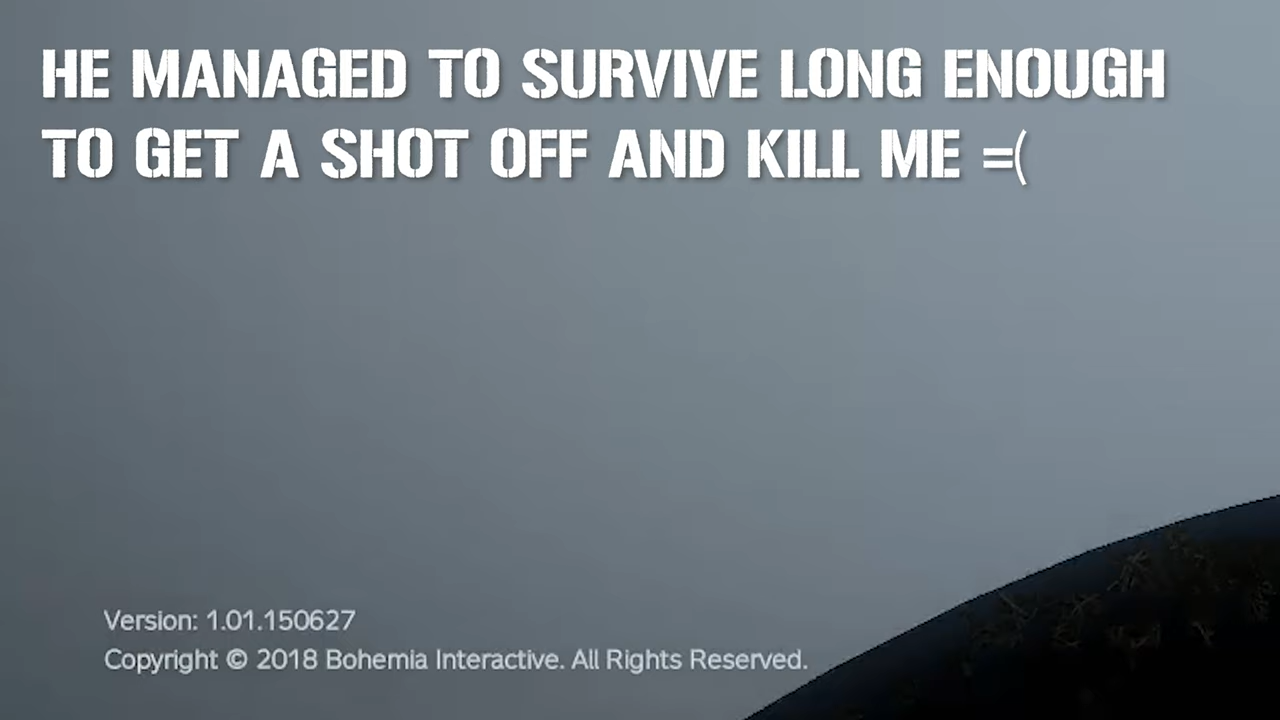 HE MANAGED TO SURVIVE LONG ENOUGH
TO GET A SHOT OFF AND KILL ME =(
Version: 1.01.150627
Copyright © 2018 Bohemia Interactive. All Rights Reserved.